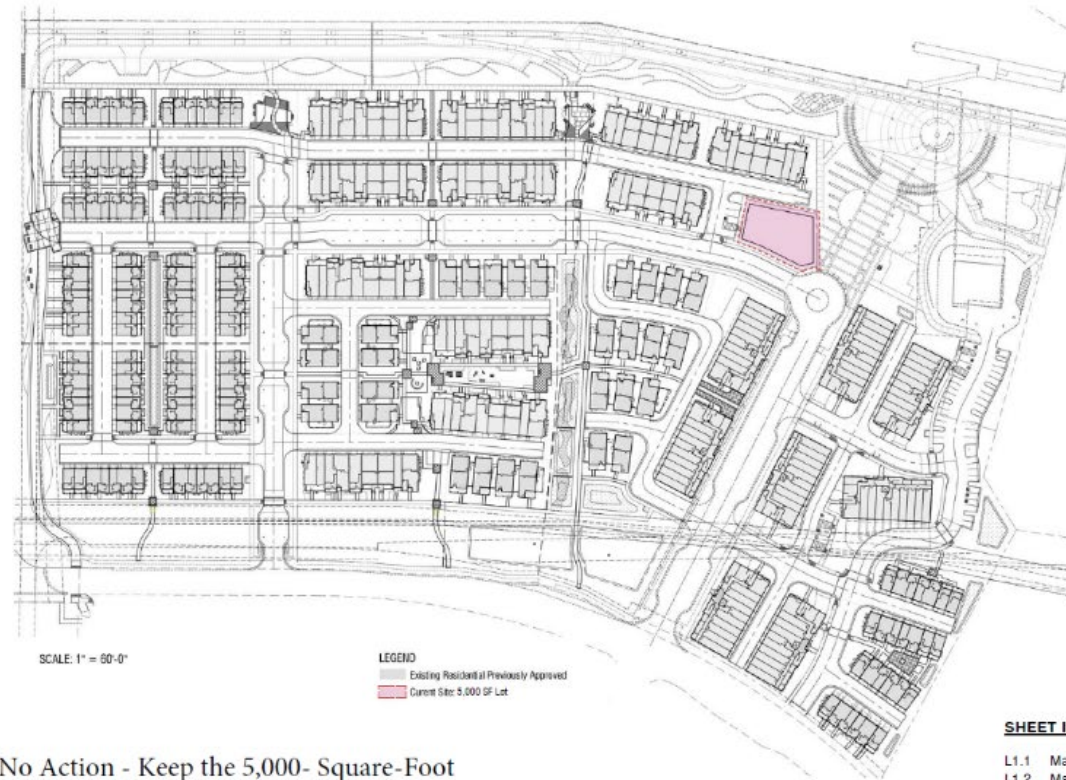 SCALE: 1" = 60'-0"
LEGEND
Existing Residential Previously Approved
Current Site: 5,000 SF Lot
SHEET I
L1.1 Ma
L1.2 Ma
No Action - Keep the 5,000- Square-Foot